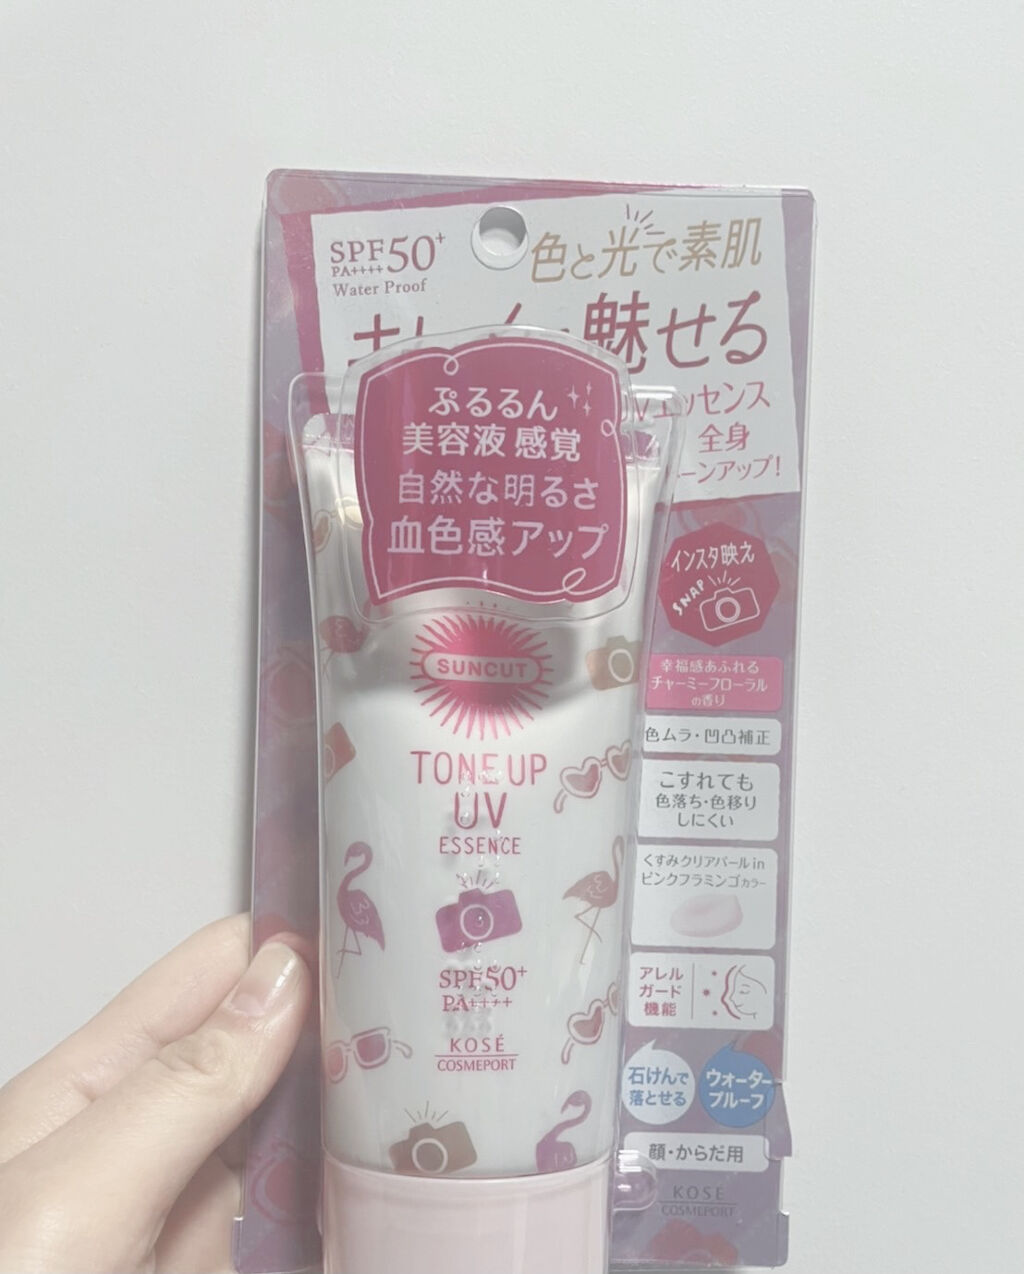 SPF50+
PA++++
Water Proof
色と光で素肌
魅せる
ぷるるん
美容液感覚
自然な明るさ
血色感アップ
UVエッセンス
全身
ーンアップ!
インスタ映え
SNAP
幸福感あふれる
チャーミーフローラル
の香り
色ムラ・凹凸補正
こすれても
色落ち・色移り
しにくい
くすみクリアパール in
ピンクフラミンゴカラー
アレル
ガード
機能
石けんで
落とせる
ウォーター
プルーフ
顔・からだ用
KOSÉ
COSMEPORT
SUNCUT
TONE UP
UV
ESSENCE
SPF50+
PA++++
KOSÉ
COSMEPORT